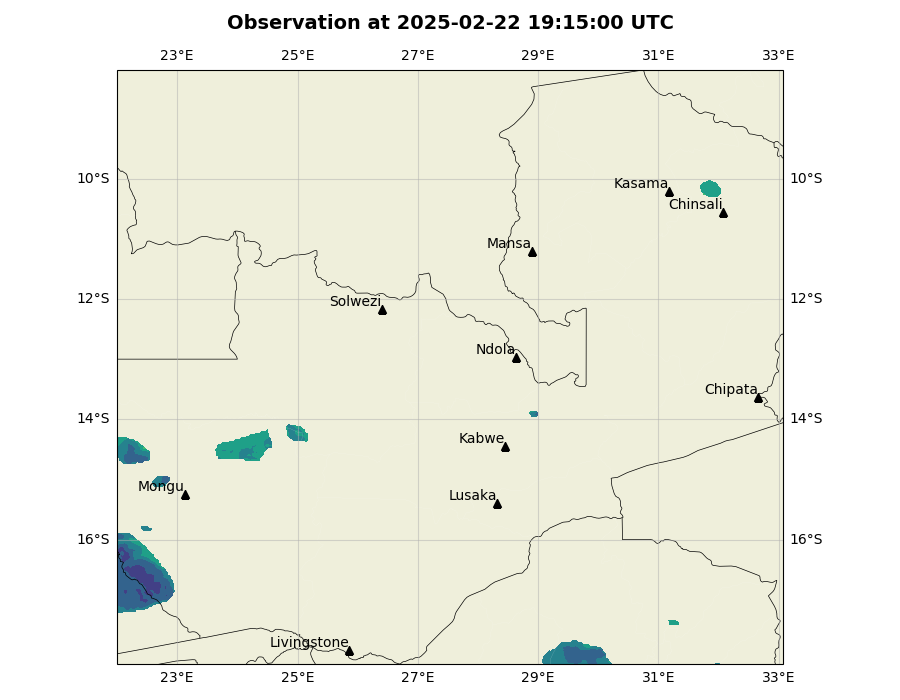 Observation at 2025-02-22 19:15:00 UTC
23°E 25°E 27°E 29°E 31°E 33°E
10°S 10°S
Kasama
Chinsali
Mansa
12°S 12°S
Solwezi
Ndola
Chipata
14°S 14°S
Kabwe
Mongu
Lusaka
16°S 16°S
Livingstone
23°E 25°E 27°E 29°E 31°E 33°E